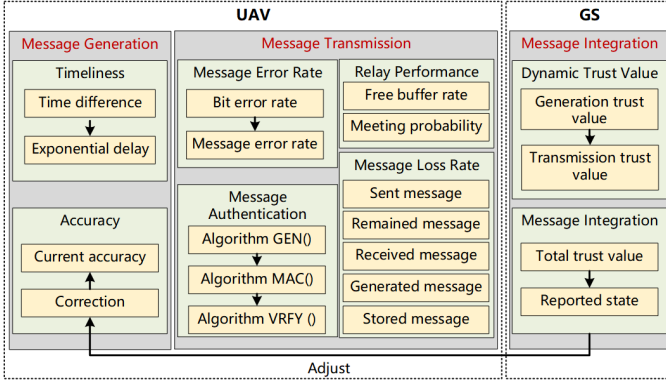 UAV
GS
Message Generation
Timeliness
Time difference
Exponential delay
Accuracy
Current accuracy
Correction
Message Transmission
Message Error Rate
Bit error rate
Message error rate
Message
Authentication
Algorithm GEN()
Algorithm MAC()
Algorithm VRFY ()
Relay Performance
Free buffer rate
Meeting probability
Message Loss Rate
Sent message
Remained message
Received message
Generated message
Stored message
Message Integration
Dynamic Trust Value
Generation trust
value
Transmission trust
value
Message Integration
Total trust value
Reported state
Adjust